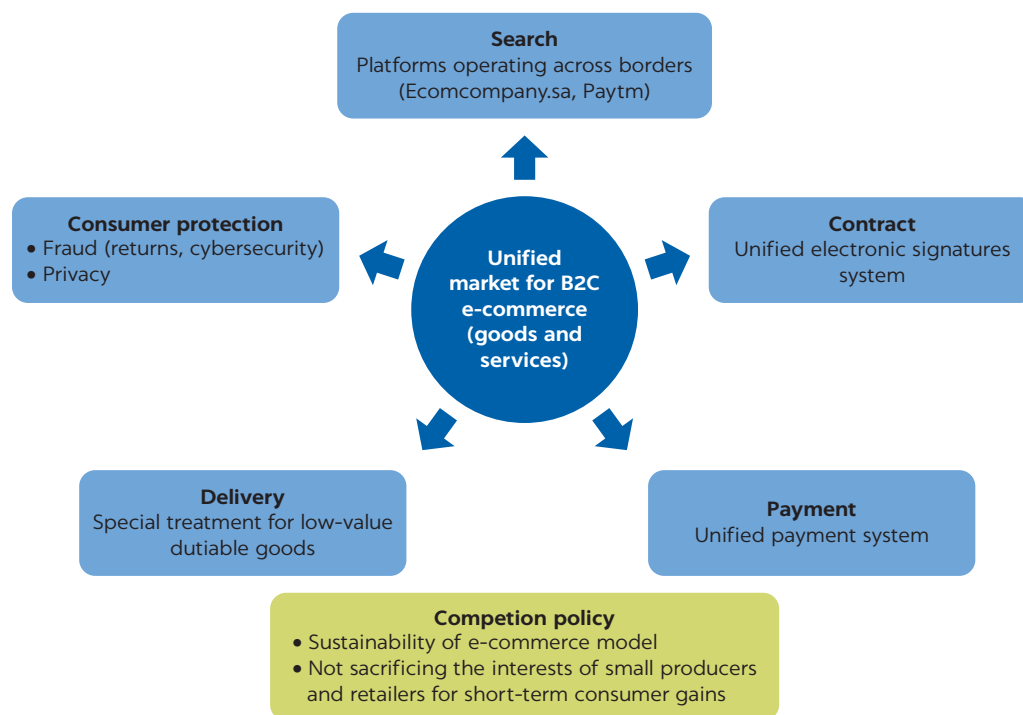 Search
Platforms operating across borders
(Ecomcompany.sa, Paytm)
Consumer protection
• Fraud (returns, cybersecurity)
• Privacy
Unified
market for B2C
e-commerce
(goods and
services)
Contract
Unified electronic signatures
system
Delivery
Special treatment for low-value
dutiable goods
Payment
Unified payment system
Competion policy
• Sustainability of e-commerce model
• Not sacrificing the interests of small producers
and retailers for short-term consumer gains